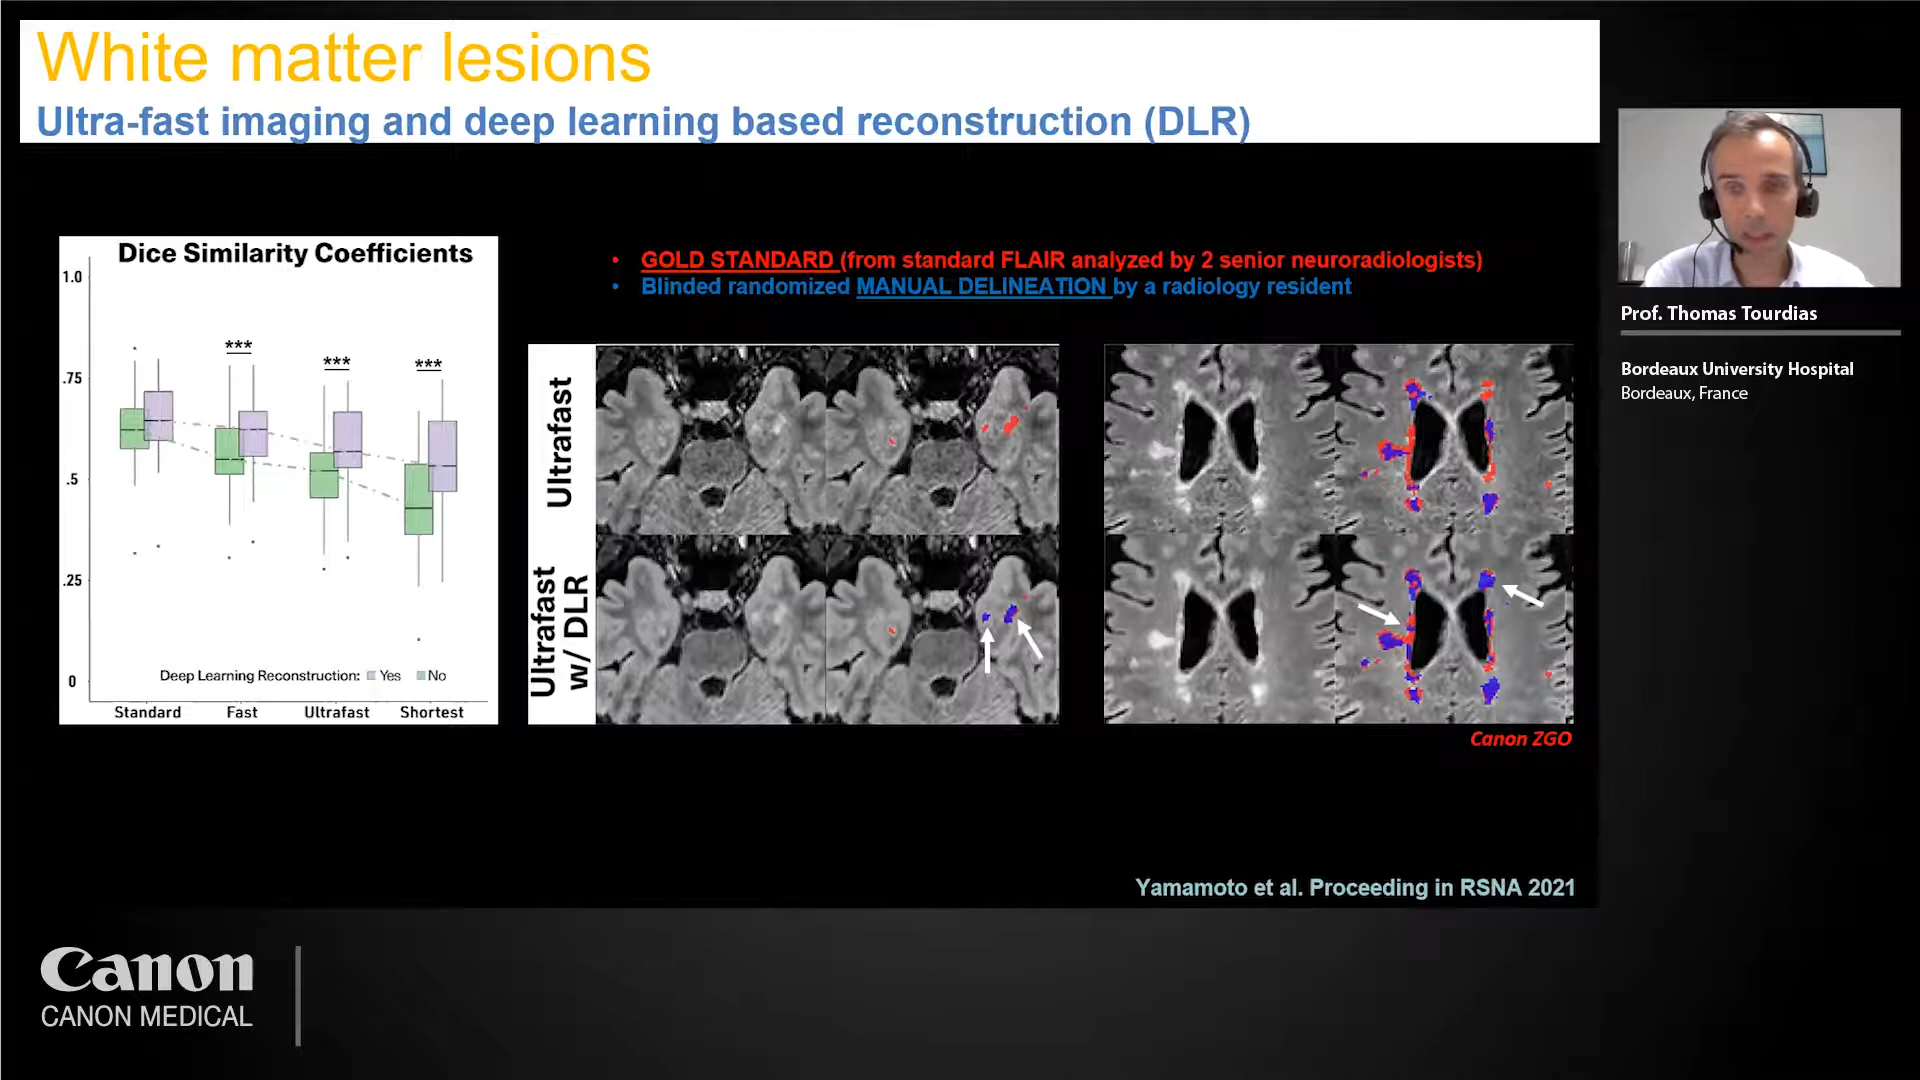 White matter lesions
Ultra-fast imaging and deep learning based reconstruction (DLR)
Dice Similarity Coefficients
1.0
.75
.5
.25
0
***
***
***
Deep Learning Reconstruction: Yes No
Standard Fast Ultrafast Shortest
• GOLD STANDARD (from standard FLAIR analyzed by 2 senior neuroradiologists)
• Blinded randomized MANUAL DELINEATION by a radiology resident
Ultrafast
Ultrafast
w/ DLR
Canon ZGO
Yamamoto et al. Proceeding in RSNA 2021
Prof. Thomas Tourdias
Bordeaux University Hospital
Bordeaux, France
Canon
CANON MEDICAL